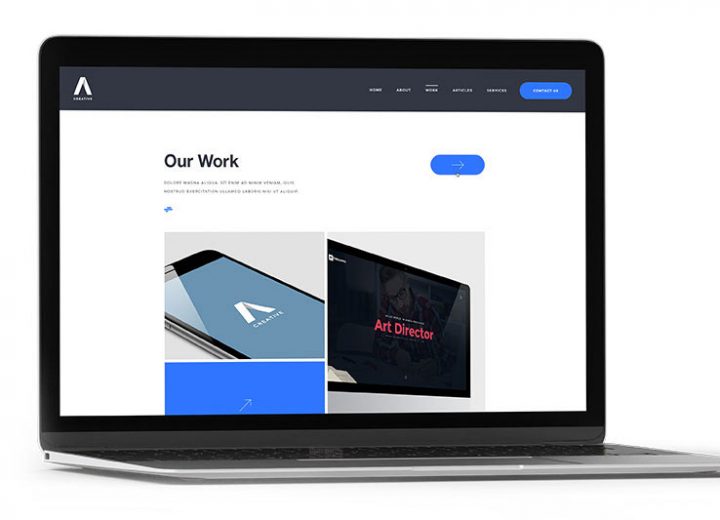 CREATIVE
HOME
ABOUT
WORK
ARTICLES
SERVICES
CONTACT US
Our Work
DOLORE MAGNA ALIQUA. UT ENIM AD MINIM VENIAM, QUIS
NOSTRUD EXERCITATION ULLAMCO LABORIS NISI UT ALIQUIP.
CREATIVE
Art Director